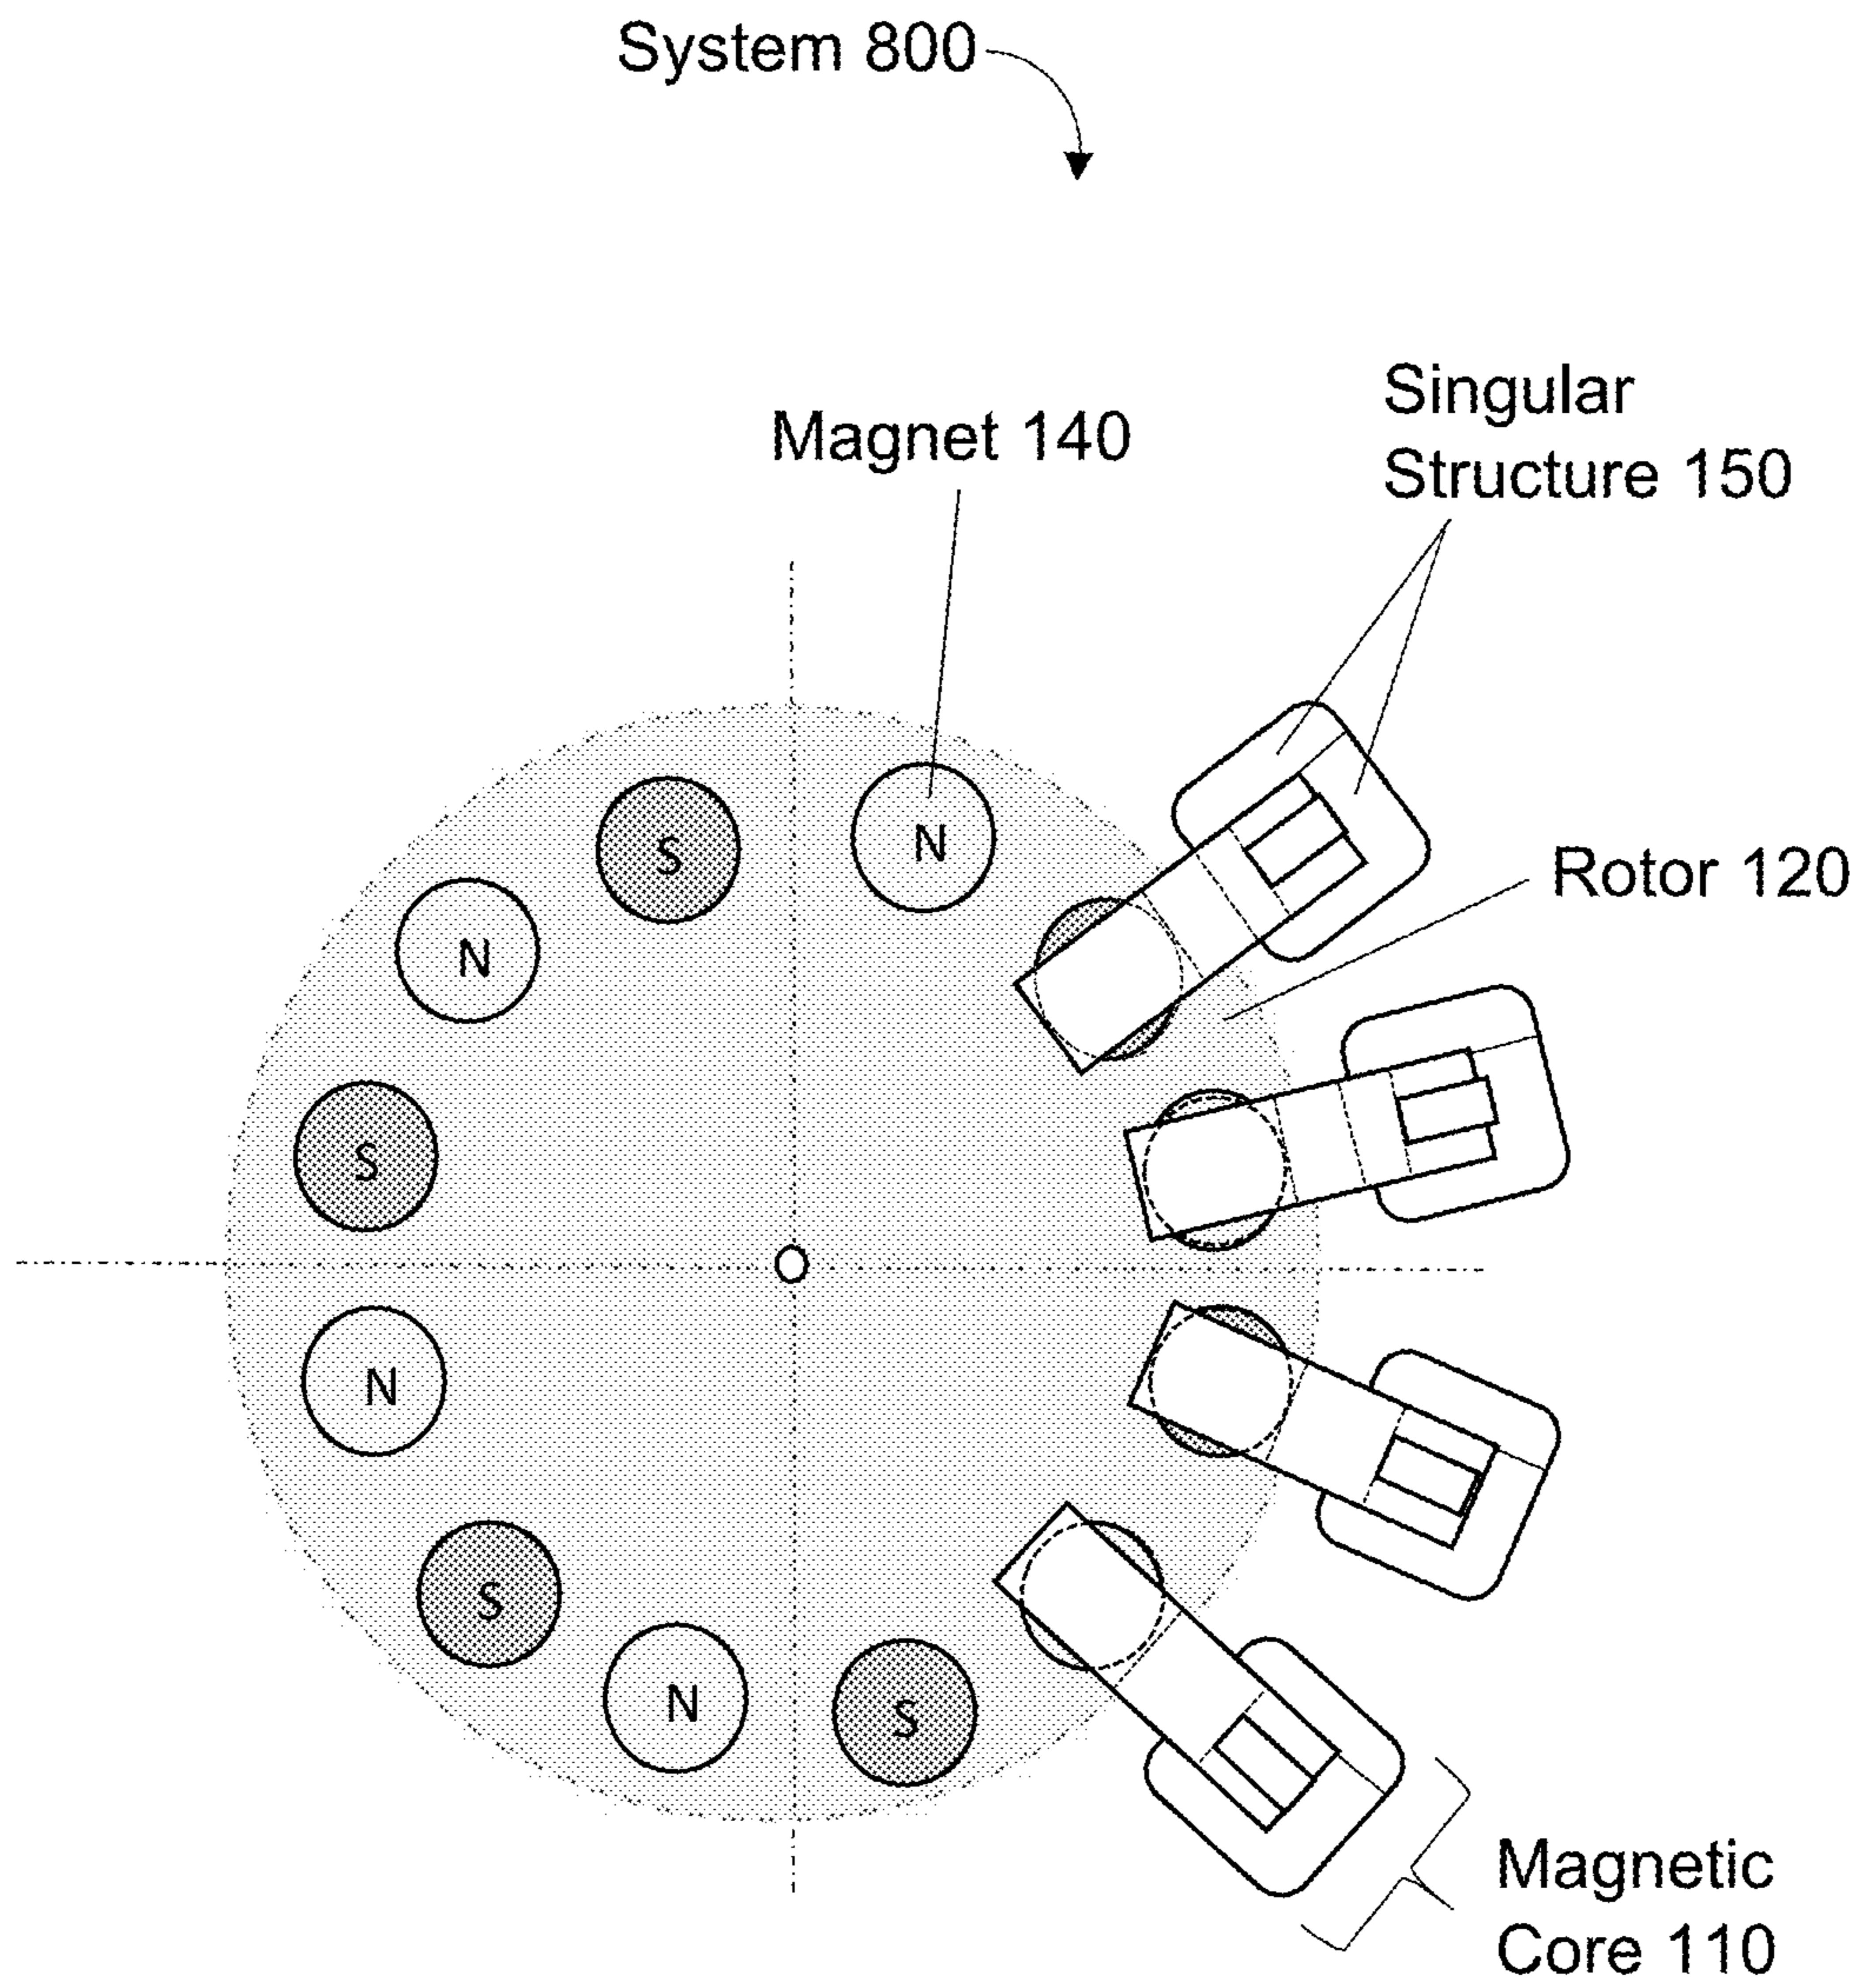 System 800
Singular
Structure 150
Magnet 140
N
S
Rotor 120
N
S
N
S
N
S
Magnetic
Core 110